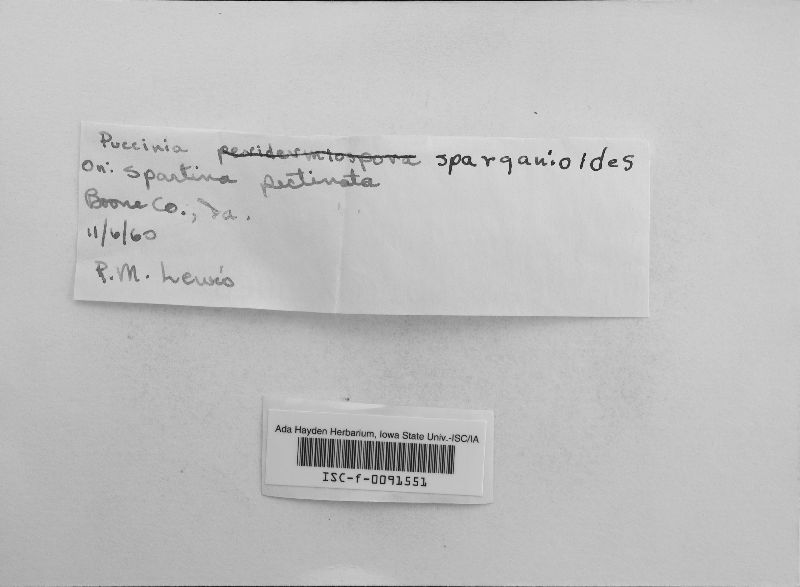 Puccinia peridermiospora sparganioides
On: Spartina pectinata
Boone Co., Ia.
11/6/60
P.M. Lewis
Ada Hayden Herbarium, Iowa State Univ.-ISC/IA
ISC-f-0091551